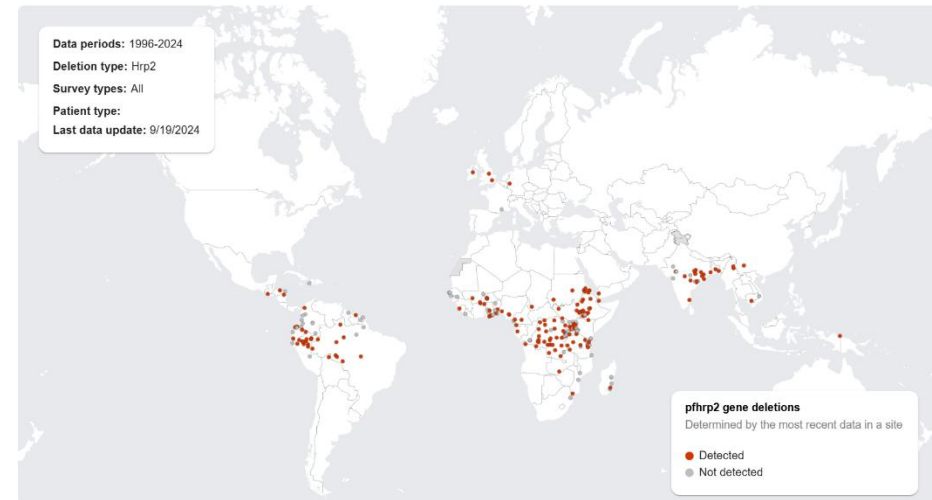 Data periods: 1996-2024
Deletion type: Hrp2
Survey types: All
Patient type:
Last data update: 9/19/2024
pfhrp2 gene deletions
Determined by the most recent data in a site
Detected
Not detected